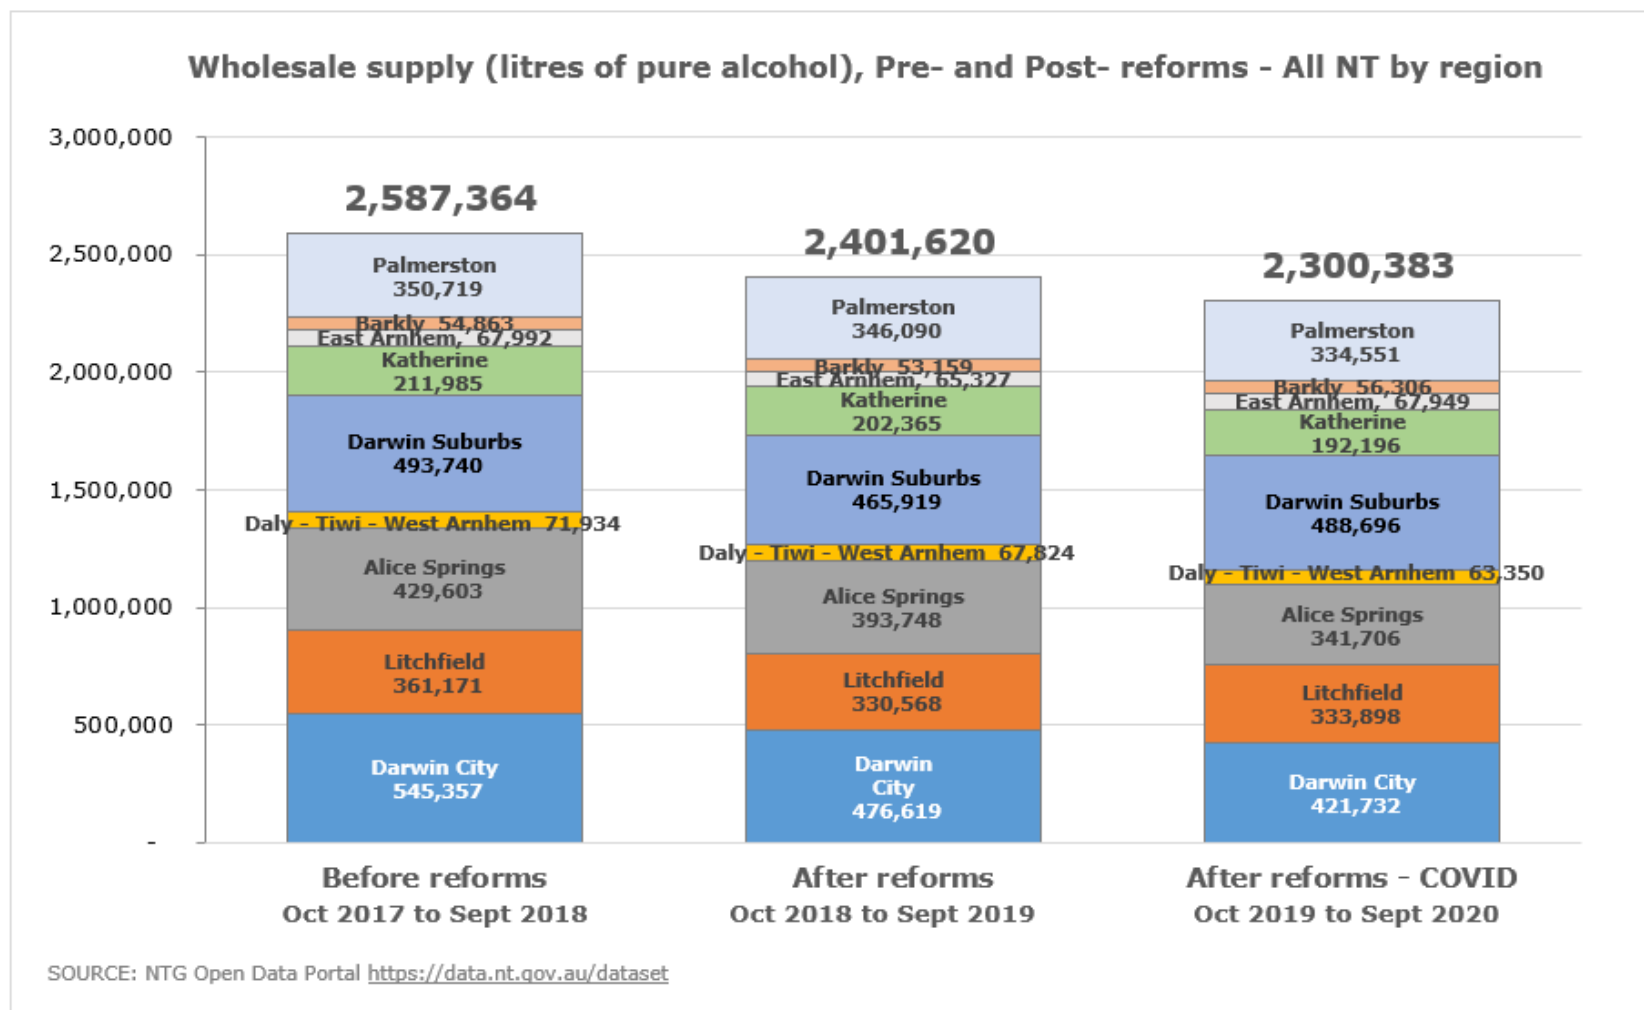 Wholesale supply (litres of pure alcohol), Pre- and Post- reforms - All NT by region
3,000,000
2,500,000
2,000,000
1,500,000
1,000,000
500,000
-
2,587,364
Palmerston
350,719
Barkly 54,863
East Arnhem, 67,992
Katherine
211,985
Darwin Suburbs
493,740
Daly - Tiwi - West Arnhem 71,934
Alice Springs
429,603
Litchfield
361,171
Darwin City
545,357
2,401,620
Palmerston
346,090
Barkly 53,159
East Arnhem, 65,327
Katherine
202,365
Darwin Suburbs
465,919
Daly - Tiwi - West Arnhem 67,824
Alice Springs
393,748
Litchfield
330,568
Darwin
City
476,619
2,300,383
Palmerston
334,551
Barkly 56,306
East Arnhem, 67,949
Katherine
192,196
Darwin Suburbs
488,696
Daly - Tiwi - West Arnhem 63,350
Alice Springs
341,706
Litchfield
333,898
Darwin City
421,732
Before reforms
Oct 2017 to Sept 2018
After reforms
Oct 2018 to Sept 2019
After reforms - COVID
Oct 2019 to Sept 2020
SOURCE: NTG Open Data Portal https://data.nt.gov.au/dataset